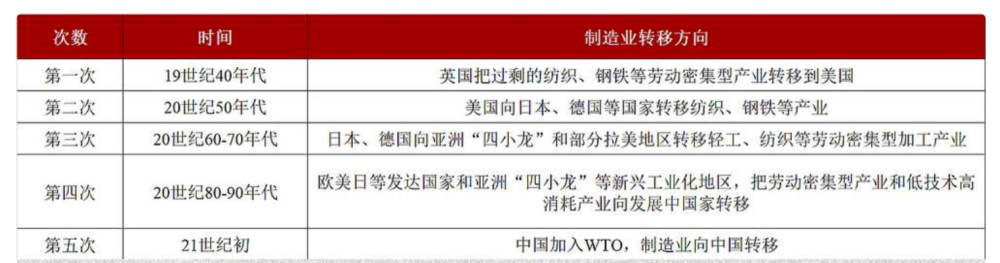 次数 时间 制造业转移方向
第一次 19世纪40年代 英国把过剩的纺织、钢铁等劳动密集型产业转移到美国
第二次 20世纪50年代 美国向日本、德国等国家转移纺织、钢铁等产业
第三次 20世纪60-70年代 日本、德国向亚洲“四小龙”和部分拉美地区转移轻工、纺织等劳动密集型加工产业
第四次 20世纪80-90年代 欧美日等发达国家和亚洲“四小龙”等新兴工业化地区，把劳动密集型产业和低技术高
消耗产业向发展中国家转移
第五次 21世纪初 中国加入WTO，制造业向中国转移